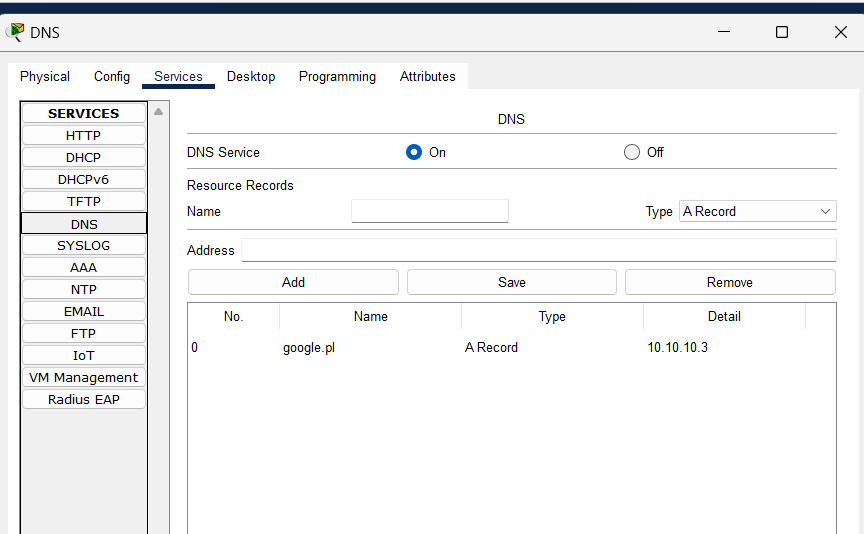 DNS
Physical Config Services Desktop Programming Attributes
SERVICES
HTTP
DHCP
DHCPv6
TFTP
DNS
SYSLOG
AAA
NTP
EMAIL
FTP
IoT
VM Management
Radius EAP
DNS
DNS Service On Off
Resource Records
Name Type A Record
Address
Add Save Remove
No. Name Type Detail
0 google.pl A Record 10.10.10.3